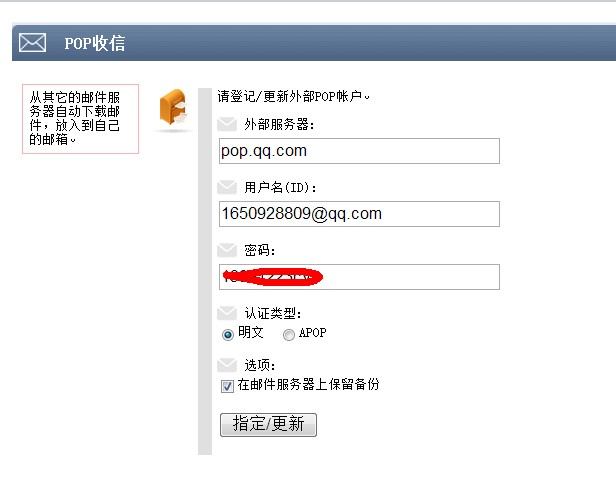 POP收信
从其它的邮件服
务器自动下载邮
件，放入到自己
的邮箱。
请登记/更新外部POP帐户。
外部服务器：
pop.qq.com
用户名(ID)：
1650928809@qq.com
密码：
认证类型：
明文 APOP
选项：
在邮件服务器上保留备份
指定/更新